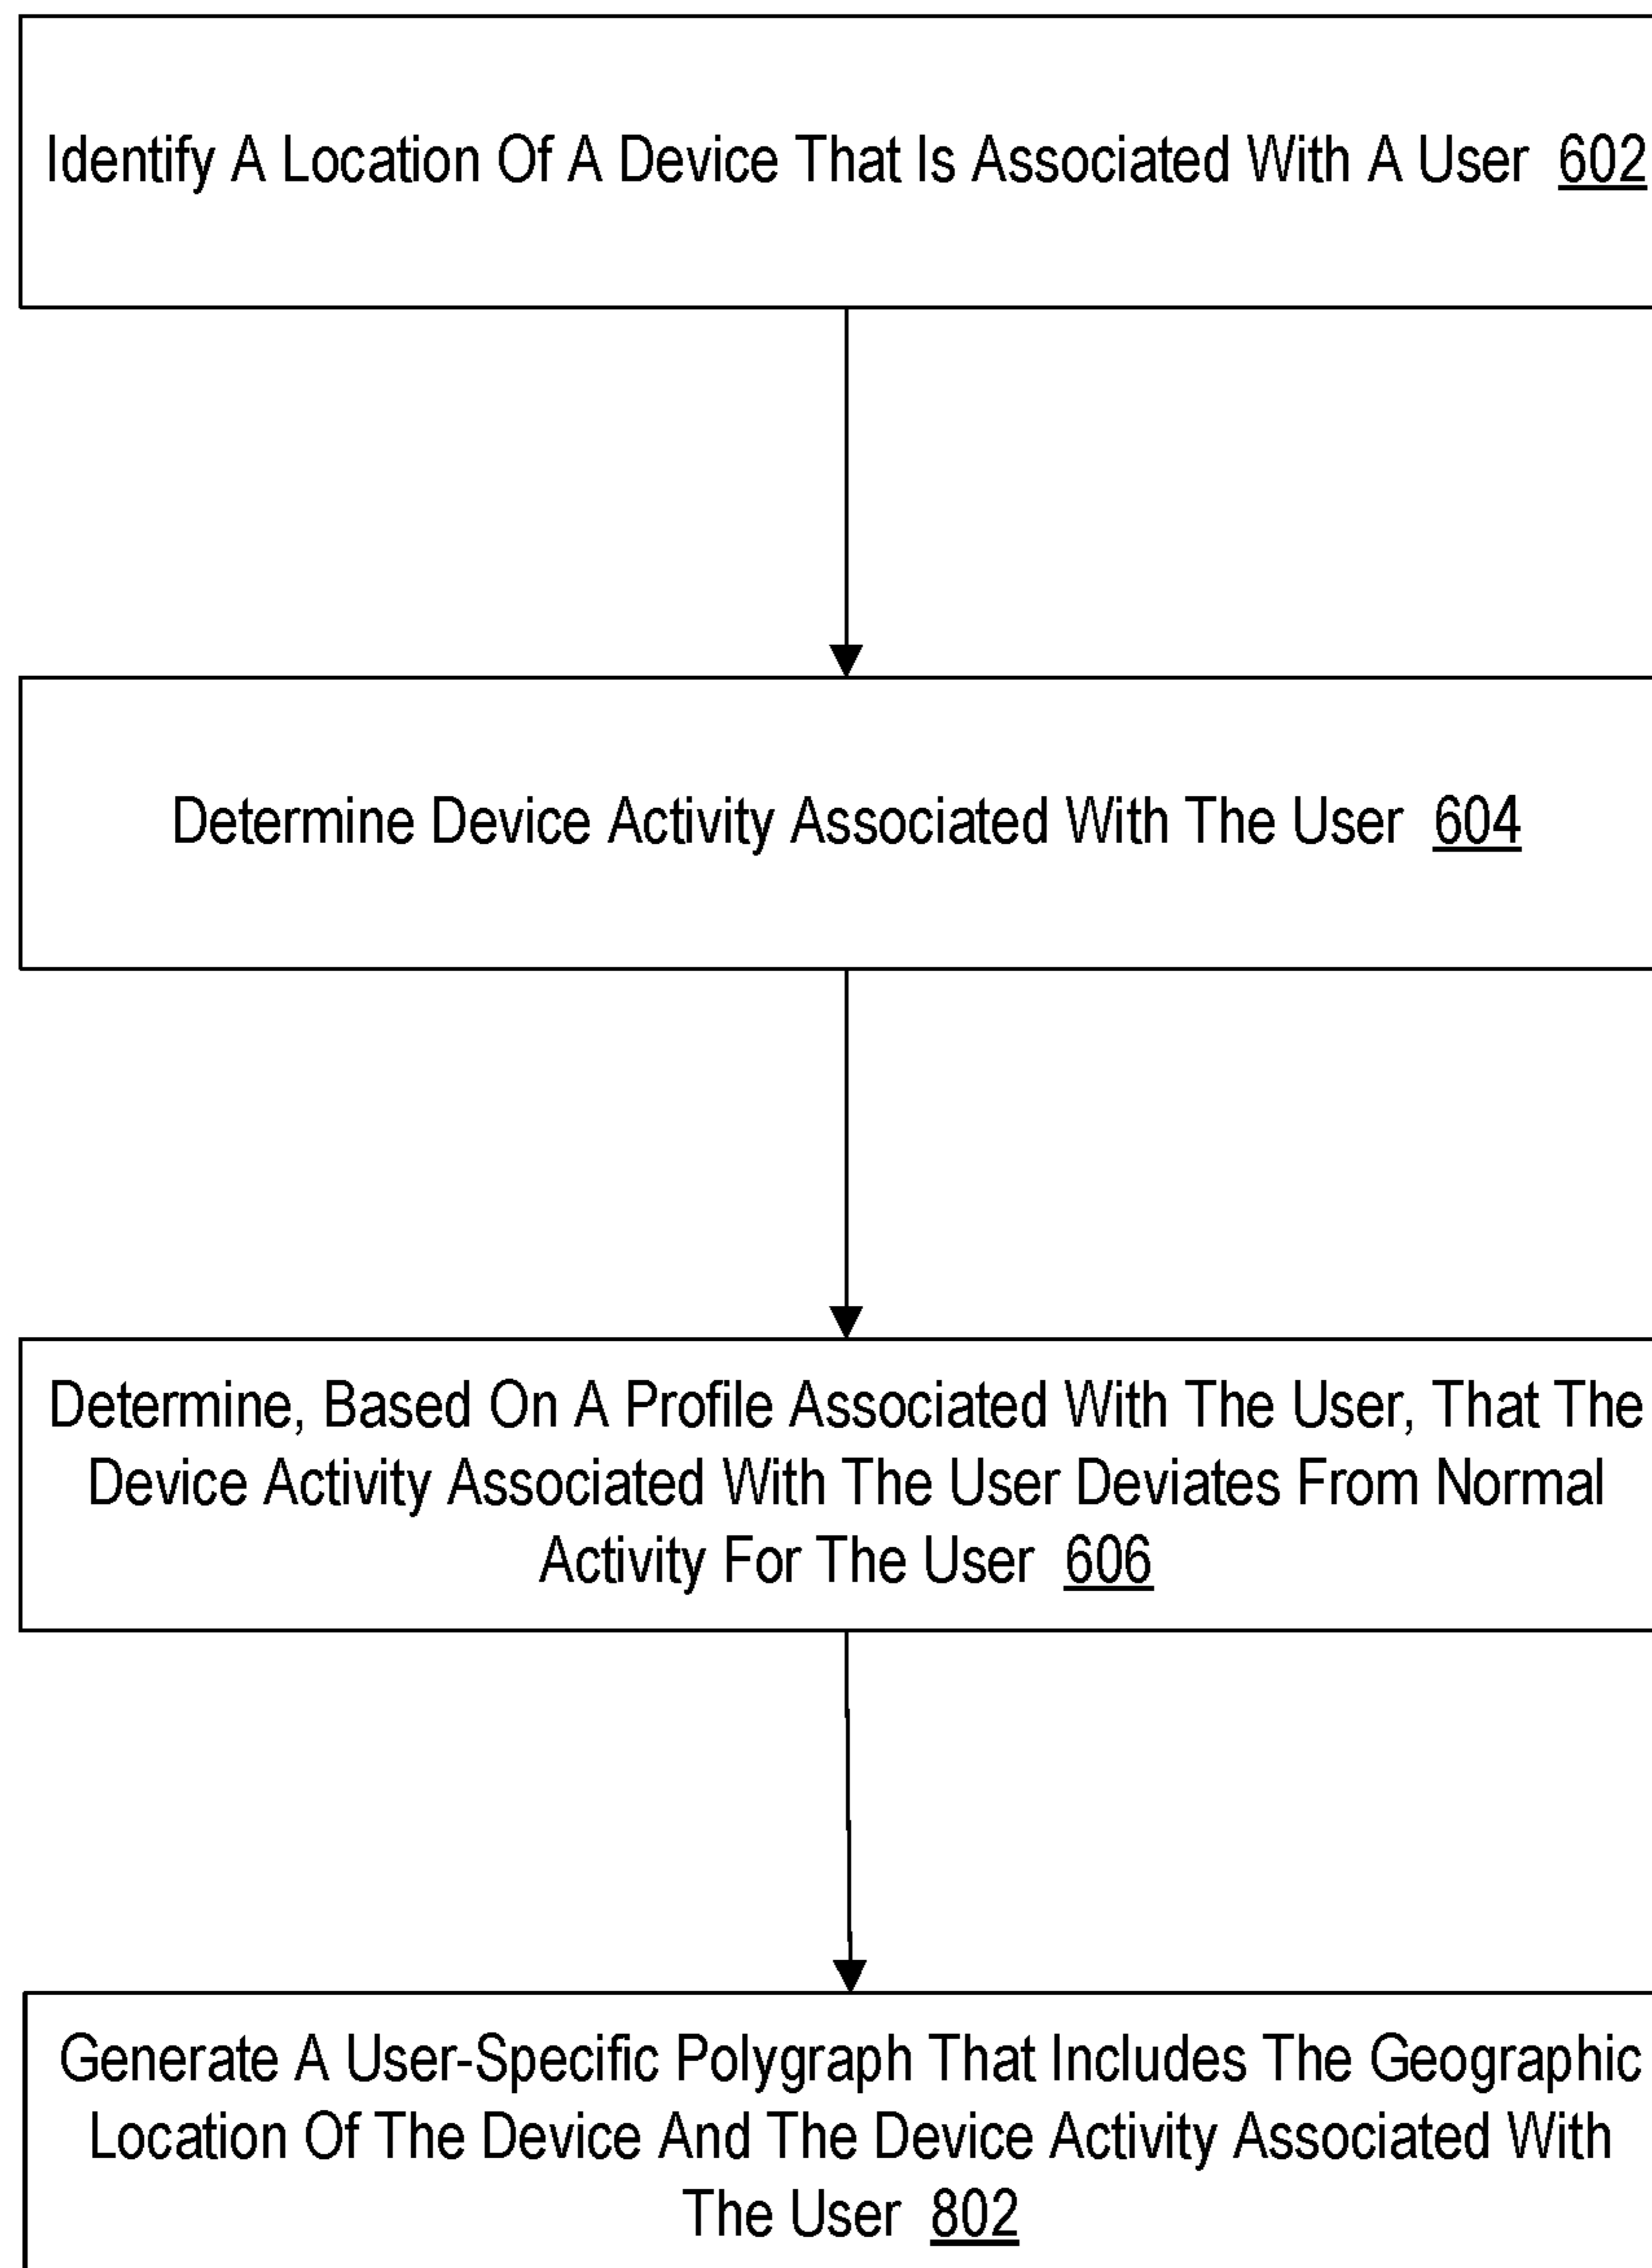 Identify A Location Of A Device That Is Associated With A User 602
Determine Device Activity Associated With The User 604
Determine, Based On A Profile Associated With The User, That The
Device Activity Associated With The User Deviates From Normal
Activity For The User 606
Generate A User-Specific Polygraph That Includes The Geographic
Location Of The Device And The Device Activity Associated With
The User 802